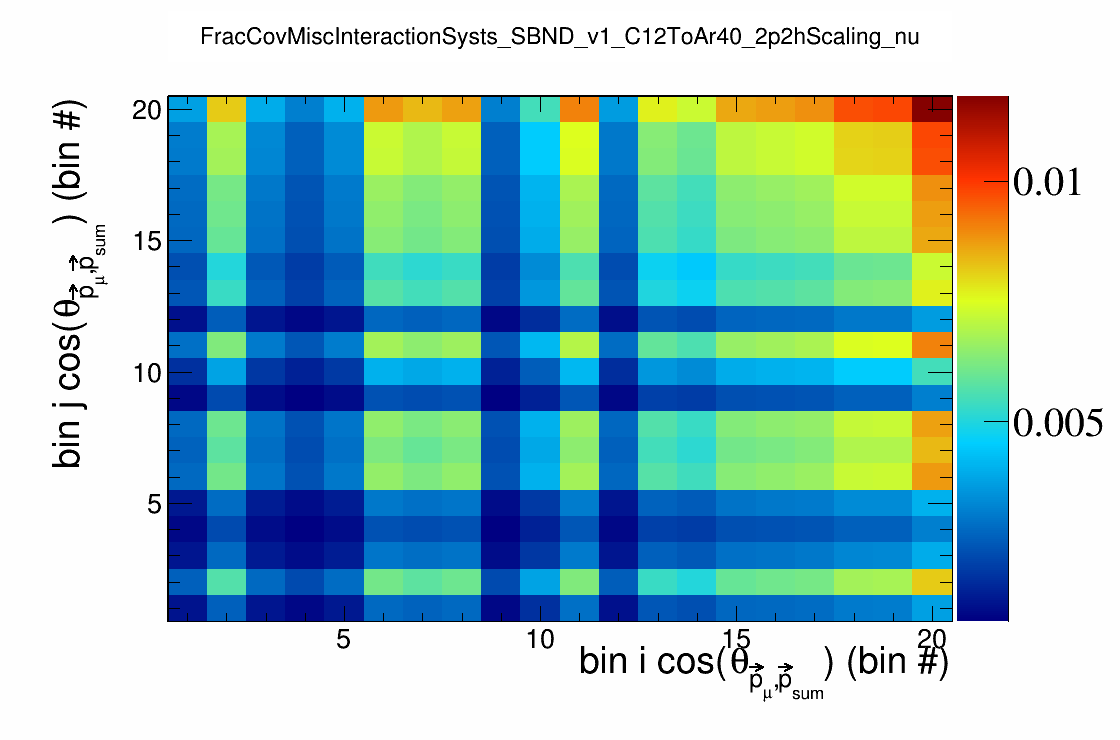 FracCovMiscInteractionSysts_SBND_v1_C12ToAr40_2p2hScaling_nu
bin j cos(θ p⃗μ,p⃗sum) (bin #)
20
15
10
5
0.01
0.005
5 10 15 20
bin i cos(θ p⃗μ,p⃗sum) (bin #)